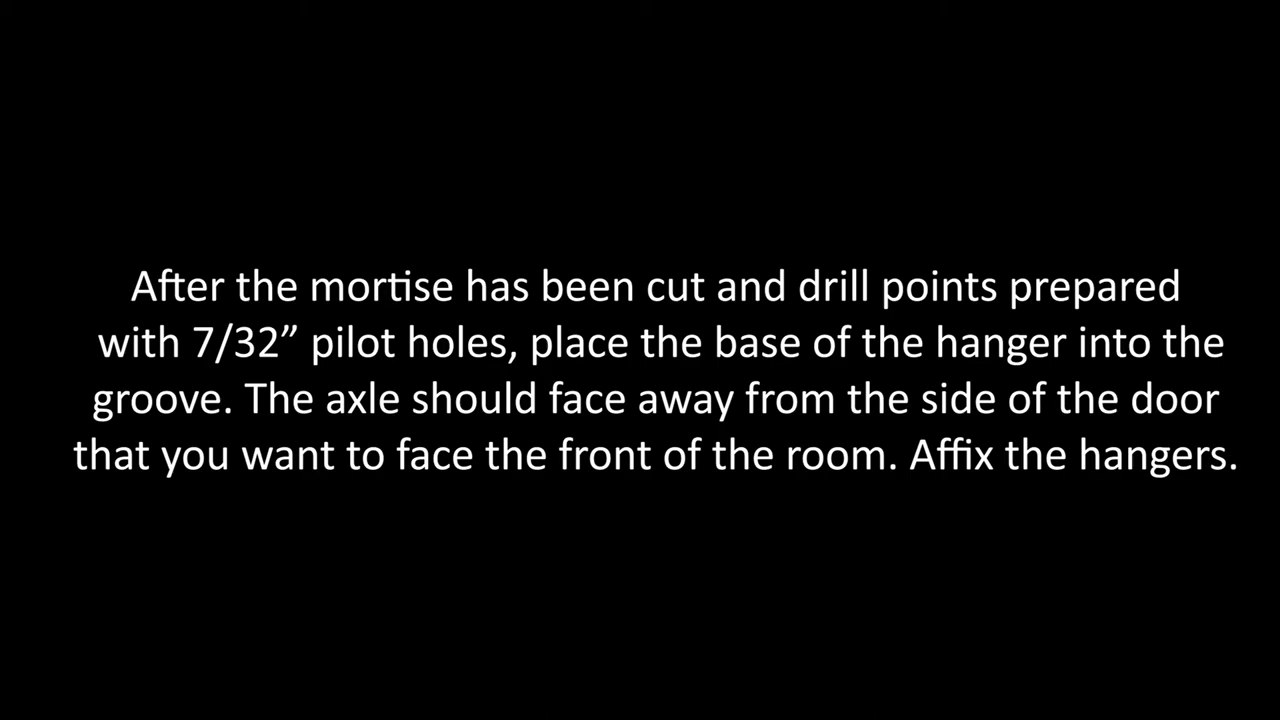 After the mortise has been cut and drill points prepared
with 7/32” pilot holes, place the base of the hanger into the
groove. The axle should face away from the side of the door
that you want to face the front of the room. Affix the hangers.